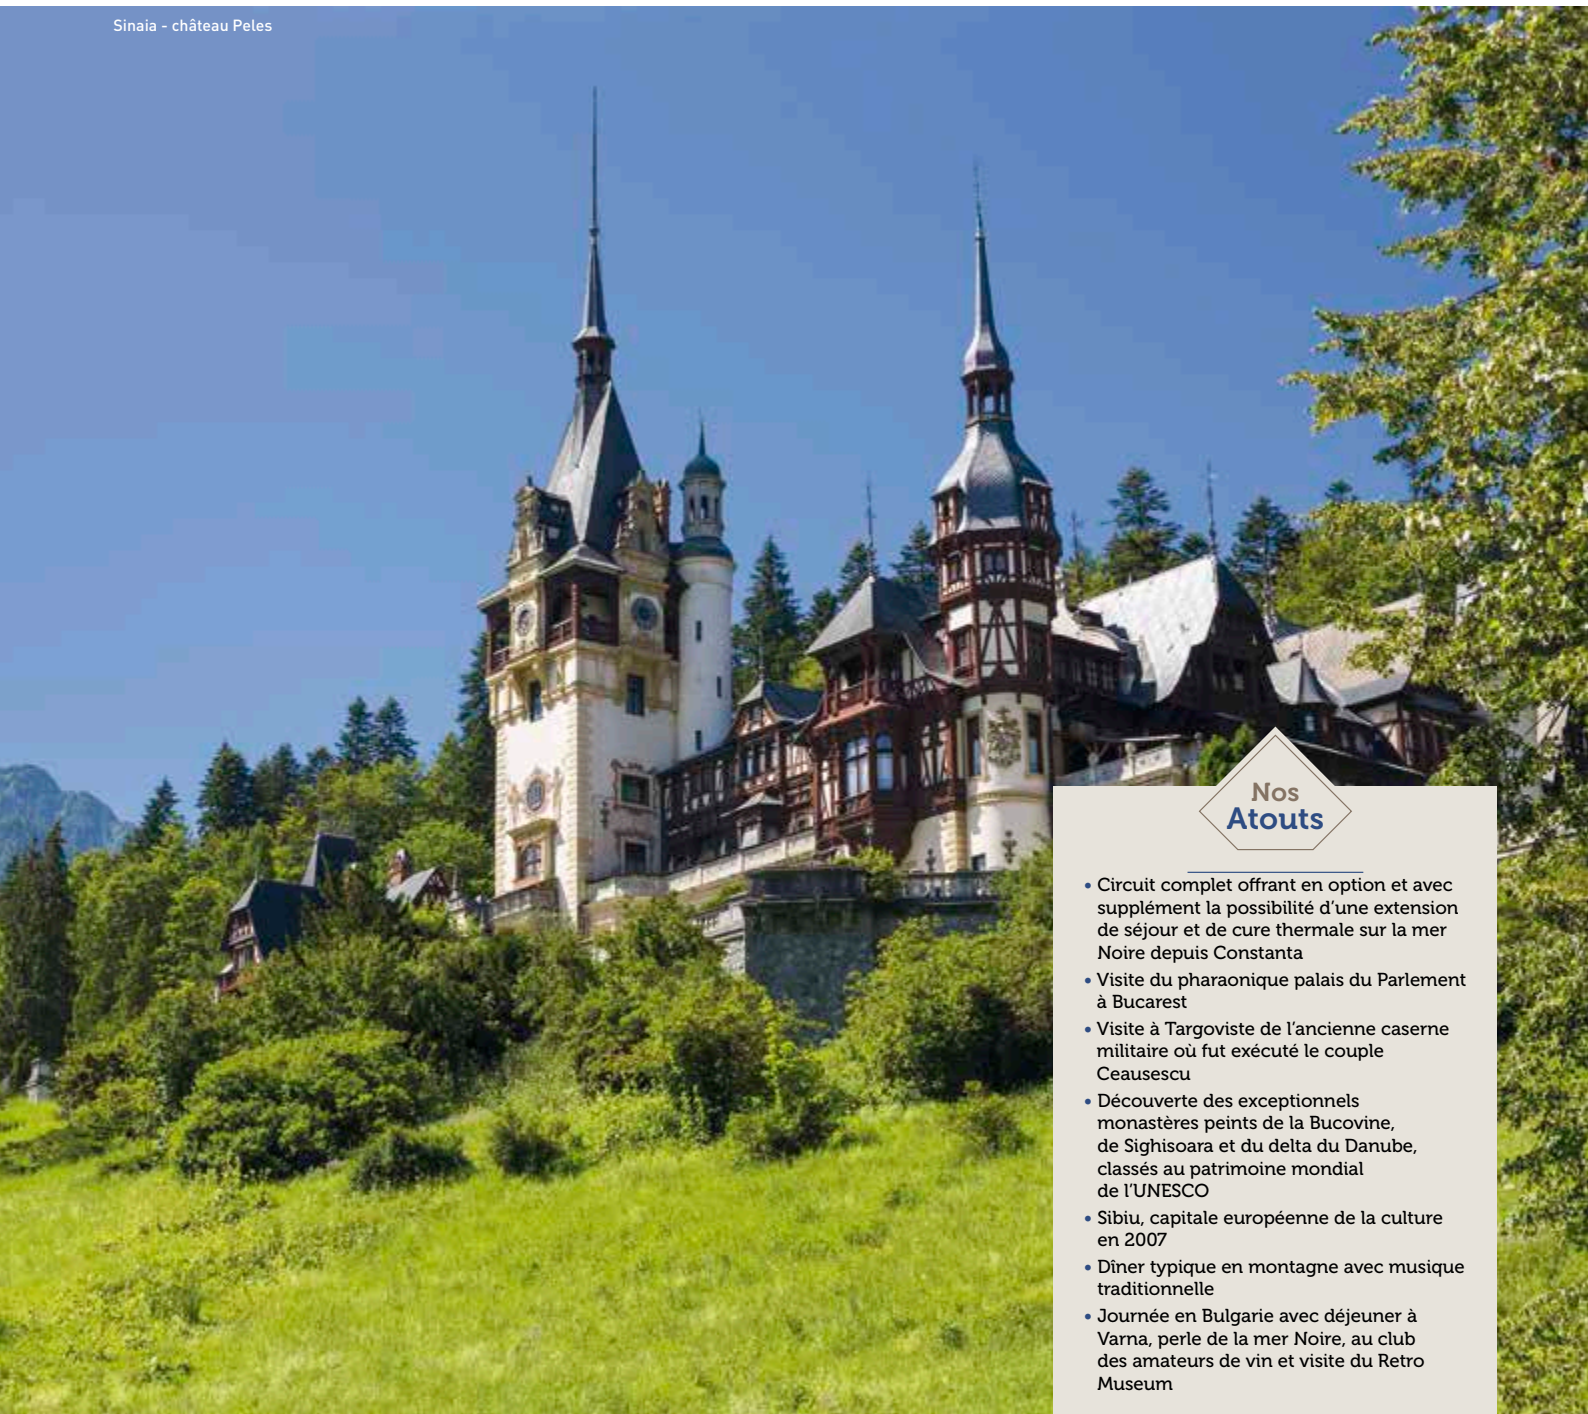 Sinaia - château Peles
Nos
Atouts
• Circuit complet offrant en option et avec
supplément la possibilité d'une extension
de séjour et de cure thermale sur la mer
Noire depuis Constanta
• Visite du pharaonique palais du Parlement
à Bucarest
• Visite à Targoviste de l'ancienne caserne
militaire où fut exécuté le couple
Ceausescu
• Découverte des exceptionnels
monastères peints de la Bucovine,
de Sighisoara et du delta du Danube,
classés au patrimoine mondial
de l'UNESCO
• Sibiu, capitale européenne de la culture
en 2007
• Dîner typique en montagne avec musique
traditionnelle
• Journée en Bulgarie avec déjeuner à
Varna, perle de la mer Noire, au club
des amateurs de vin et visite du Retro
Museum